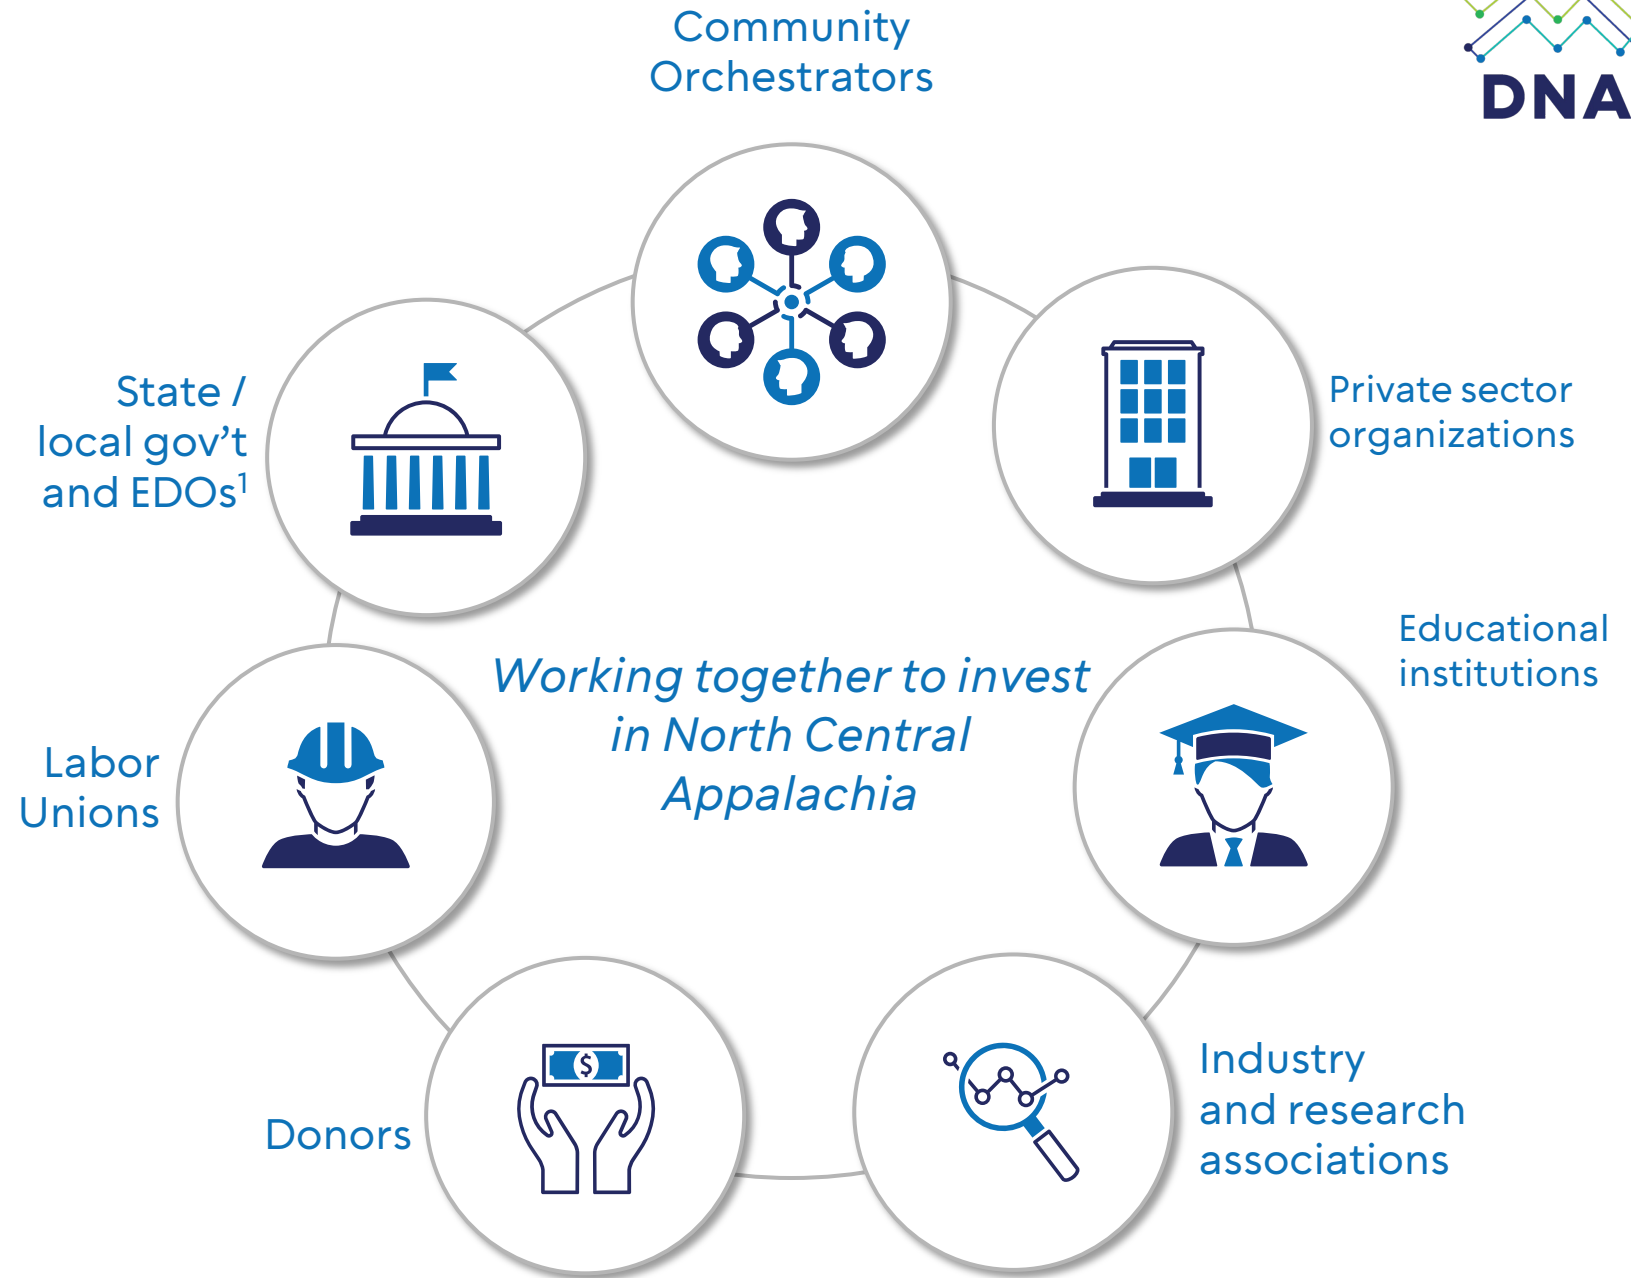 Community
Orchestrators
DNA
State /
local gov’t
and EDOs¹
Private sector
organizations
Educational
institutions
Working together to invest
in North Central
Appalachia
Labor
Unions
$
Industry
and research
associations
Donors